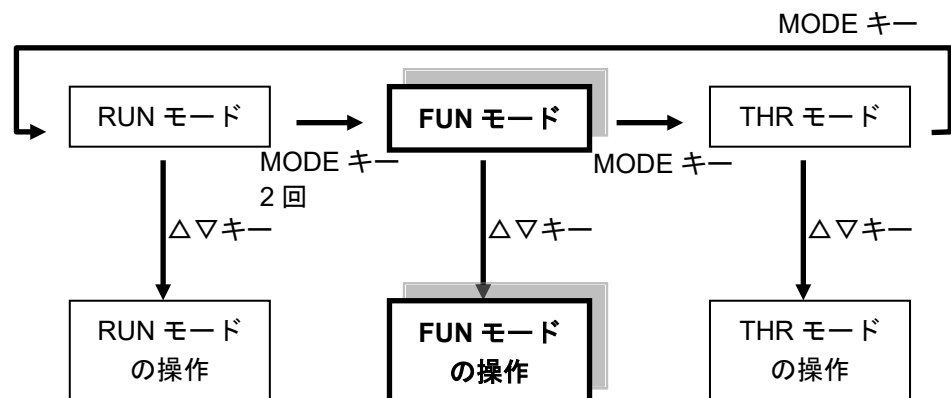 MODE キー
RUN モード
FUN モード
THR モード
MODE キー
2 回
MODE キー
△▽キー
△▽キー
△▽キー
RUN モード
の操作
FUN モード
の操作
THR モード
の操作